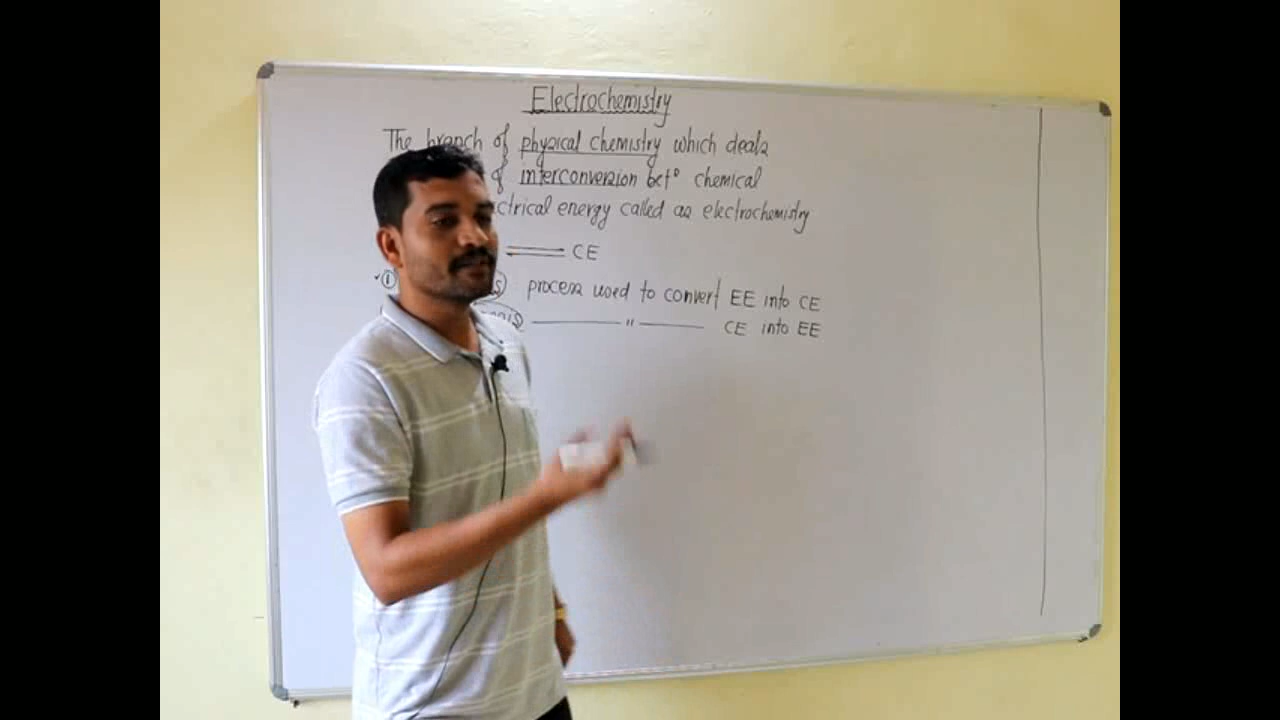 Electrochemistry
The branch of physical chemistry which deals
of interconversion betⁿ chemical
ctrical energy called as electrochemistry
⇌ CE
① process used to convert EE into CE
——— " ——— CE into EE